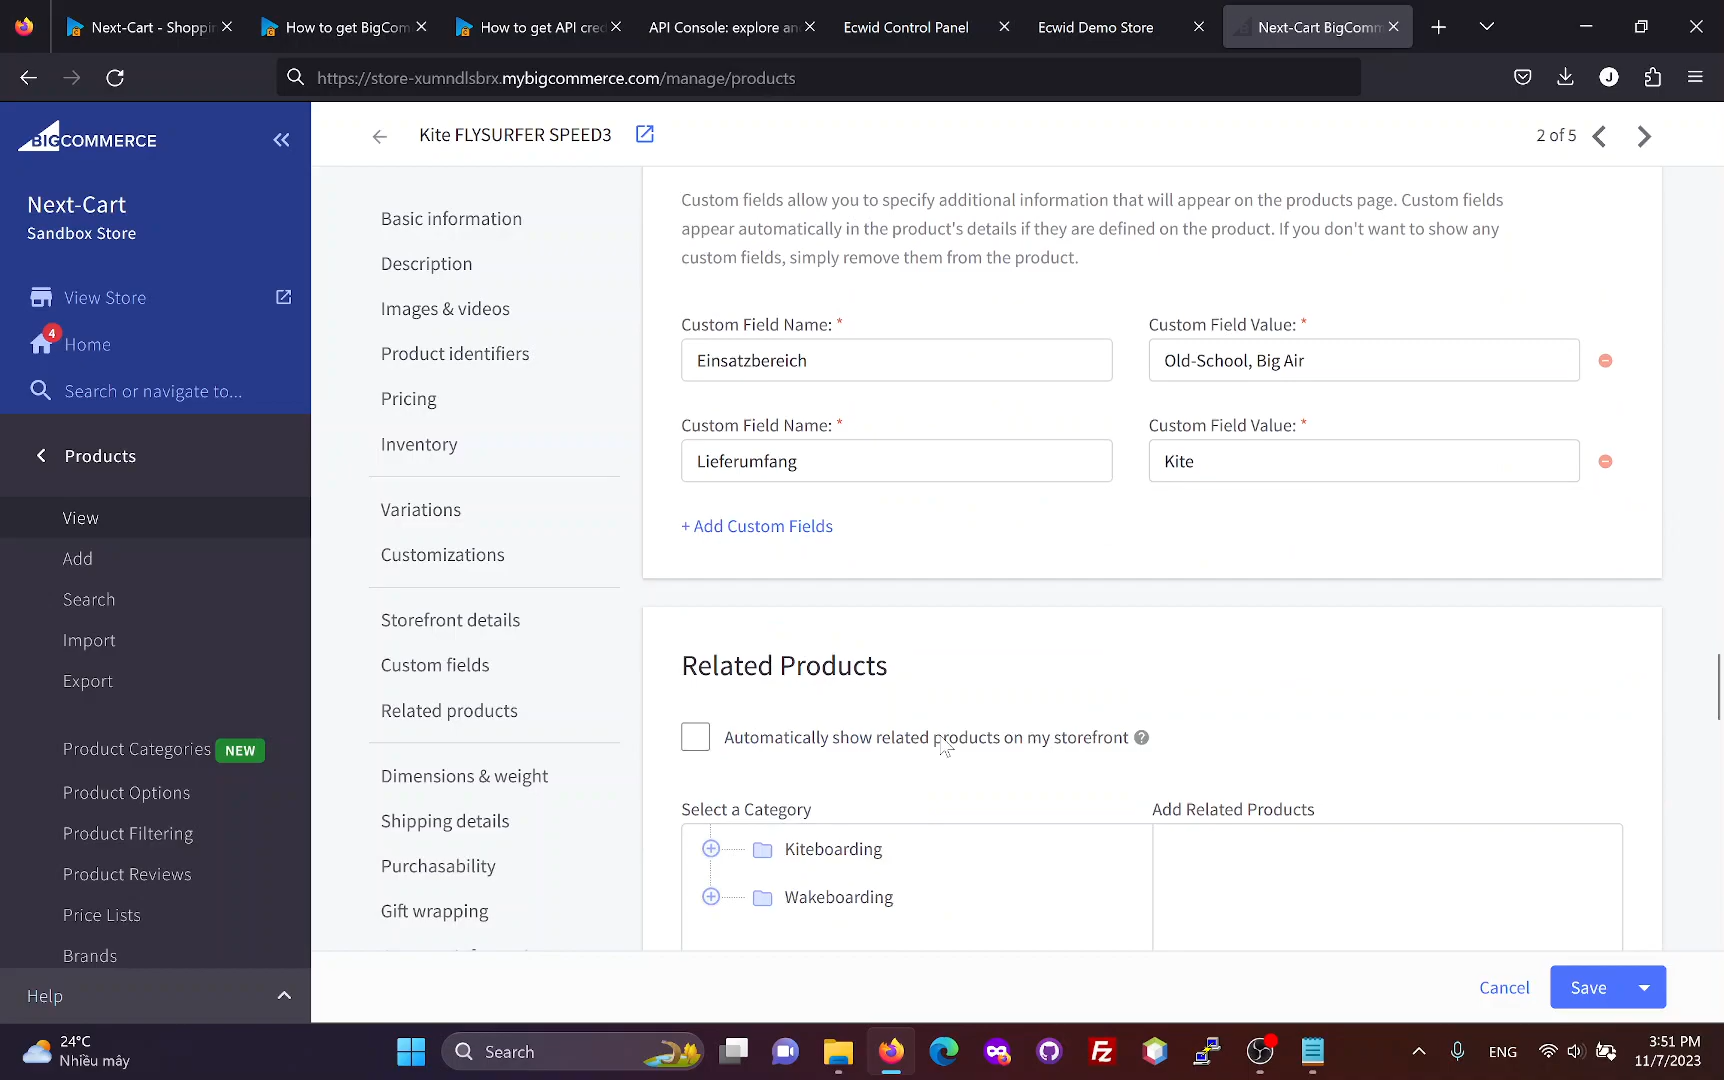 Next-Cart - Shoppin
How to get BigCom
How to get API cred
API Console: explore an
Ecwid Control Panel
Ecwid Demo Store
Next-Cart BigComm
https://store-xumndlsbrx.mybigcommerce.com/manage/products
J
BIGCOMMERCE
Next-Cart
Sandbox Store
View Store
4
Home
Search or navigate to...
Products
View
Add
Search
Import
Export
Product Categories NEW
Product Options
Product Filtering
Product Reviews
Price Lists
Brands
Help
Kite FLYSURFER SPEED3
2 of 5
Basic information
Description
Images & videos
Product identifiers
Pricing
Inventory
Variations
Customizations
Storefront details
Custom fields
Related products
Dimensions & weight
Shipping details
Purchasability
Gift wrapping
Custom fields allow you to specify additional information that will appear on the products page. Custom fields
appear automatically in the product's details if they are defined on the product. If you don't want to show any
custom fields, simply remove them from the product.
Custom Field Name: *
Custom Field Value: *
Einsatzbereich
Old-School, Big Air
Custom Field Name: *
Custom Field Value: *
Lieferumfang
Kite
+ Add Custom Fields
Related Products
Automatically show related products on my storefront ?
Select a Category
Add Related Products
Kiteboarding
Wakeboarding
Cancel
Save
24°C
Nhiều mây
Search
ENG
3:51 PM
11/7/2023